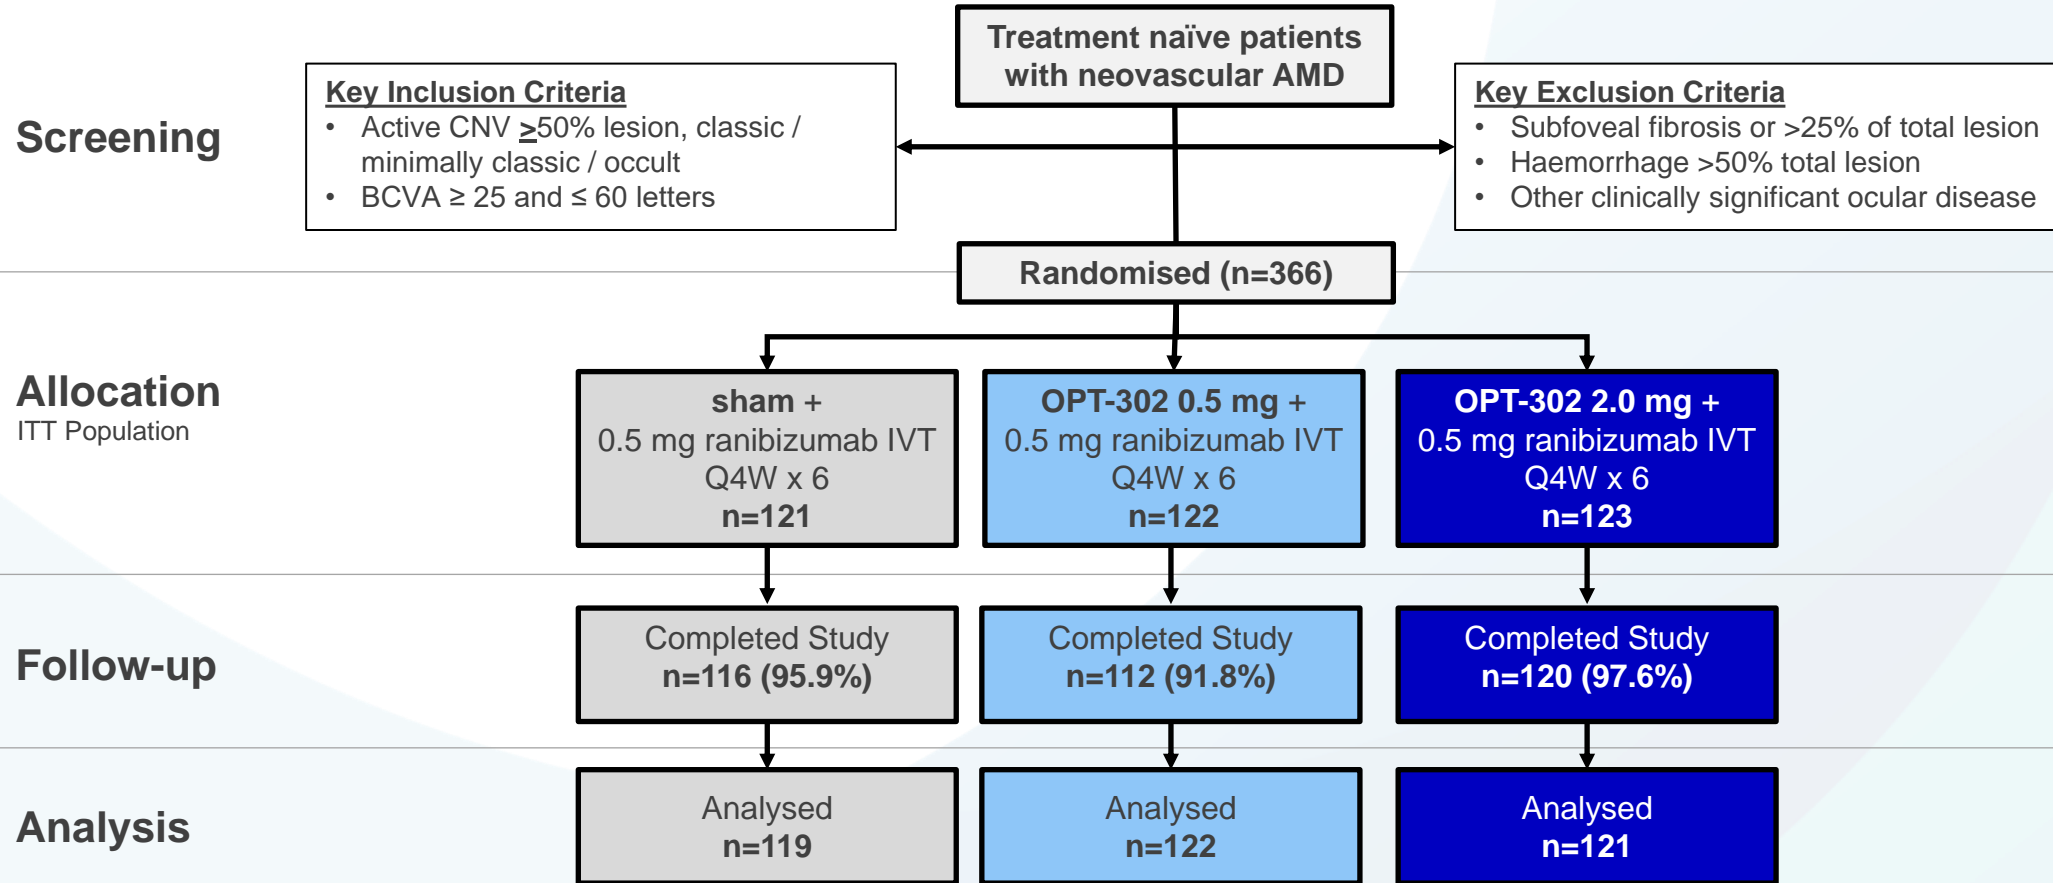 Treatment naïve patients
with neovascular AMD
Screening
Key Inclusion Criteria
• Active CNV ≥50% lesion, classic /
minimally classic / occult
• BCVA ≥ 25 and ≤ 60 letters
Key Exclusion Criteria
• Subfoveal fibrosis or >25% of total lesion
• Haemorrhage >50% total lesion
• Other clinically significant ocular disease
Randomised (n=366)
Allocation
ITT Population
sham +
0.5 mg ranibizumab IVT
Q4W x 6
n=121
OPT-302 0.5 mg +
0.5 mg ranibizumab IVT
Q4W x 6
n=122
OPT-302 2.0 mg +
0.5 mg ranibizumab IVT
Q4W x 6
n=123
Follow-up
Completed Study
n=116 (95.9%)
Completed Study
n=112 (91.8%)
Completed Study
n=120 (97.6%)
Analysis
Analysed
n=119
Analysed
n=122
Analysed
n=121